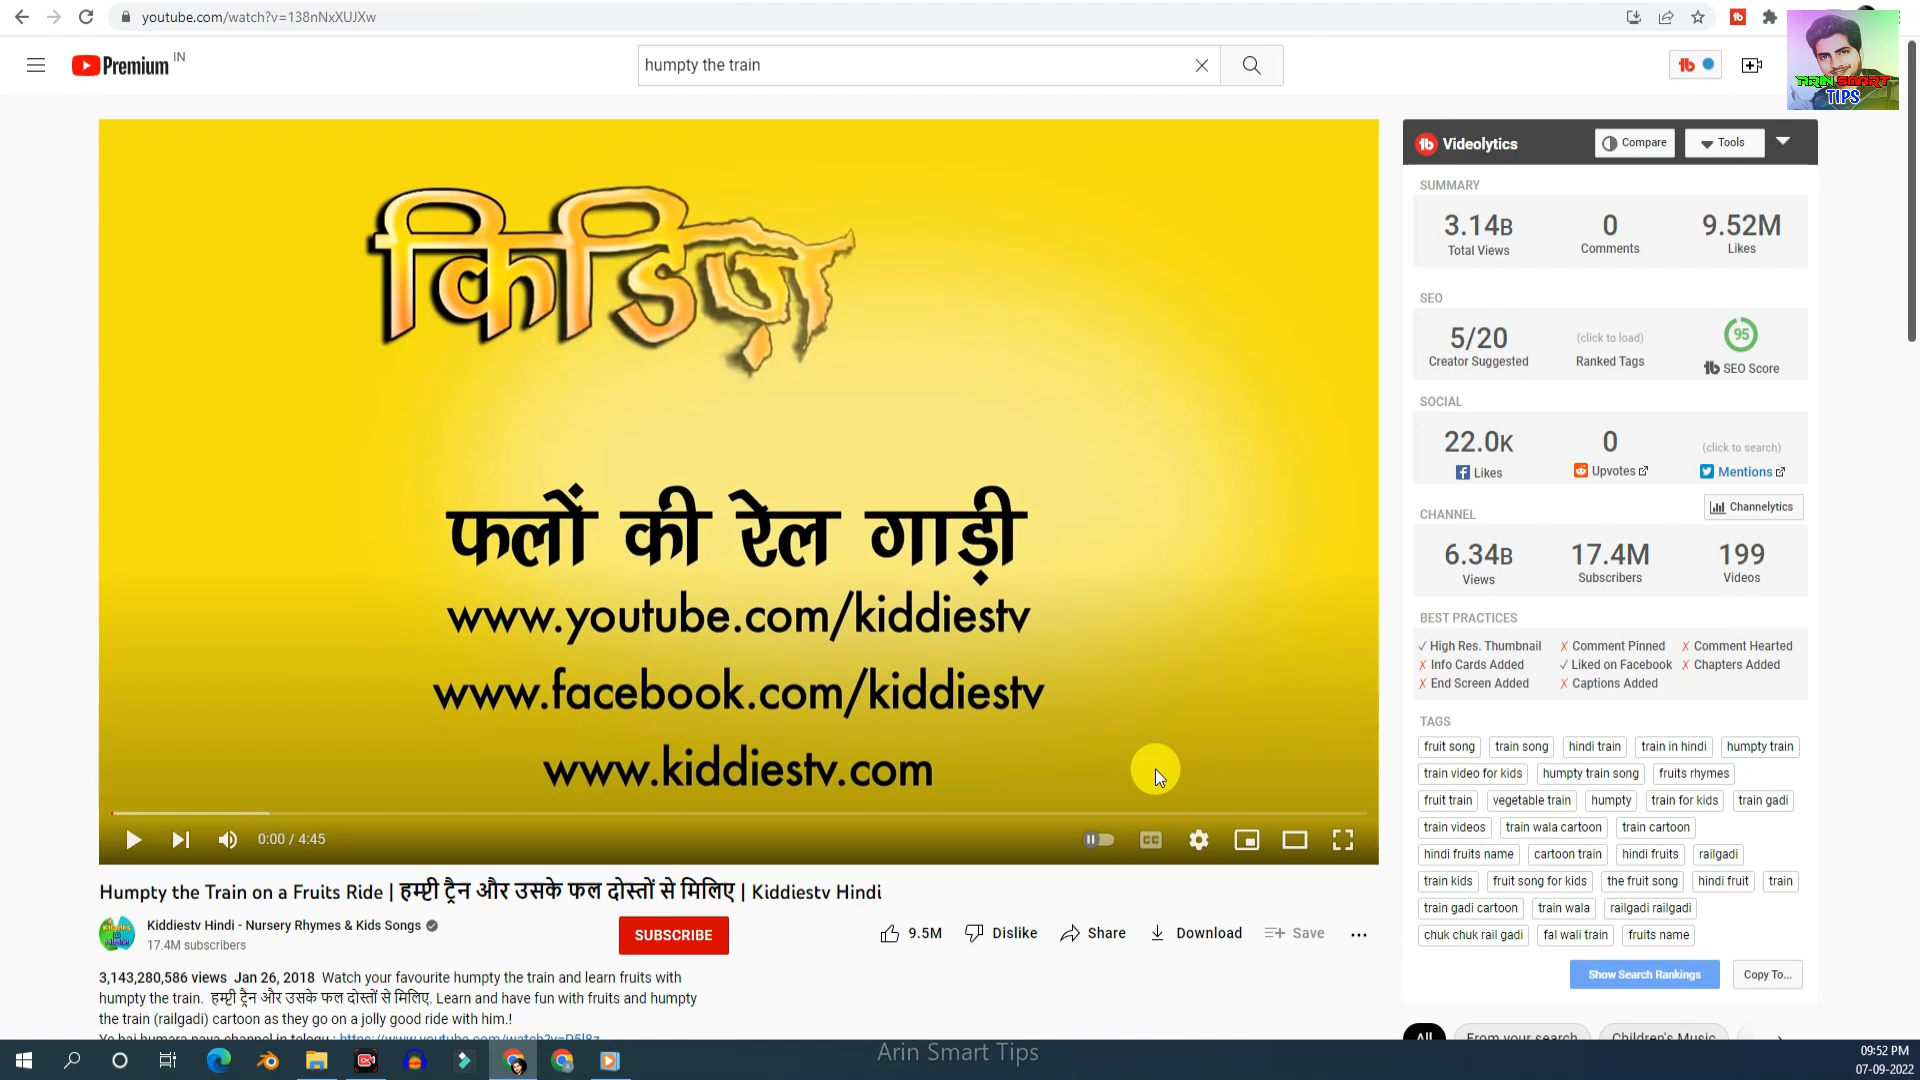 youtube.com/watch?v=138nNxXUJXw
Premium IN
humpty the train
ARIN SMART
TIPS
किडिज़
फलों की रेल गाड़ी
www.youtube.com/kiddiestv
www.facebook.com/kiddiestv
www.kiddiestv.com
0:00 / 4:45
CC
Humpty the Train on a Fruits Ride | हम्प्टी ट्रैन और उसके फल दोस्तों से मिलिए | Kiddiestv Hindi
Kiddiestv Hindi - Nursery Rhymes & Kids Songs
17.4M subscribers
SUBSCRIBE
9.5M Dislike Share Download Save
3,143,280,586 views Jan 26, 2018 Watch your favourite humpty the train and learn fruits with
humpty the train. हम्प्टी ट्रैन और उसके फल दोस्तों से मिलिए. Learn and have fun with fruits and humpty
the train (railgadi) cartoon as they go on a jolly good ride with him.!
Videolytics Compare Tools
SUMMARY
3.14B 0 9.52M
Total Views Comments Likes
SEO
5/20 (click to load) 95
Creator Suggested Ranked Tags SEO Score
SOCIAL
22.0K 0 (click to search)
Likes Upvotes Mentions
CHANNEL Channelytics
6.34B 17.4M 199
Views Subscribers Videos
BEST PRACTICES
✓ High Res. Thumbnail ✗ Comment Pinned ✗ Comment Hearted
✗ Info Cards Added ✓ Liked on Facebook ✗ Chapters Added
✗ End Screen Added ✗ Captions Added
TAGS
fruit song train song hindi train train in hindi humpty train
train video for kids humpty train song fruits rhymes
fruit train vegetable train humpty train for kids train gadi
train videos train wala cartoon train cartoon
hindi fruits name cartoon train hindi fruits railgadi
train kids fruit song for kids the fruit song hindi fruit train
train gadi cartoon train wala railgadi railgadi
chuk chuk rail gadi fal wali train fruits name
Show Search Rankings Copy To...
All From your search Children's Music
Arin Smart Tips
09:52 PM
07-09-2022